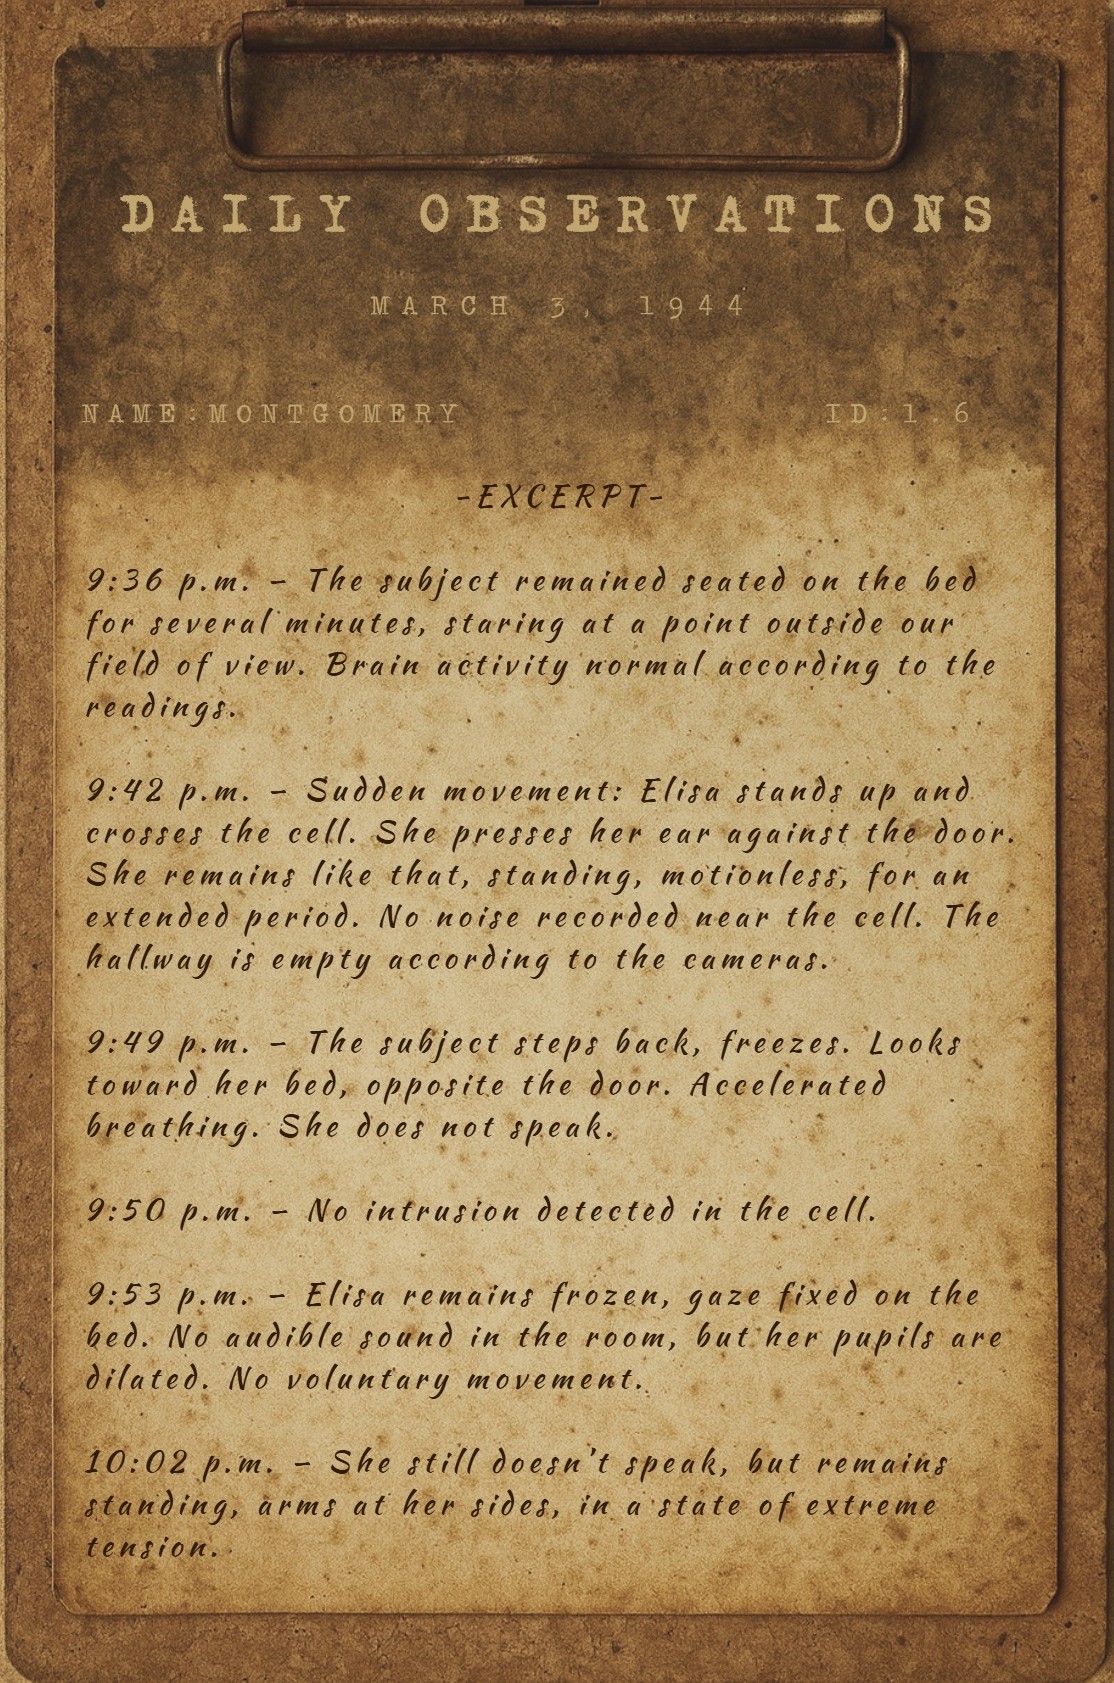 DAILY OBSERVATIONS
MARCH 3, 1944
NAME:MONTGOMERY ID:1.6
-EXCERPT-
9:36 p.m. – The subject remained seated on the bed
for several minutes, staring at a point outside our
field of view. Brain activity normal according to the
readings.
9:42 p.m. – Sudden movement: Elisa stands up and
crosses the cell. She presses her ear against the door.
She remains like that, standing, motionless, for an
extended period. No noise recorded near the cell. The
hallway is empty according to the cameras.
9:49 p.m. – The subject steps back, freezes. Looks
toward her bed, opposite the door. Accelerated
breathing. She does not speak.
9:50 p.m. – No intrusion detected in the cell.
9:53 p.m. – Elisa remains frozen, gaze fixed on the
bed. No audible sound in the room, but her pupils are
dilated. No voluntary movement.
10:02 p.m. – She still doesn't speak, but remains
standing, arms at her sides, in a state of extreme
tension.